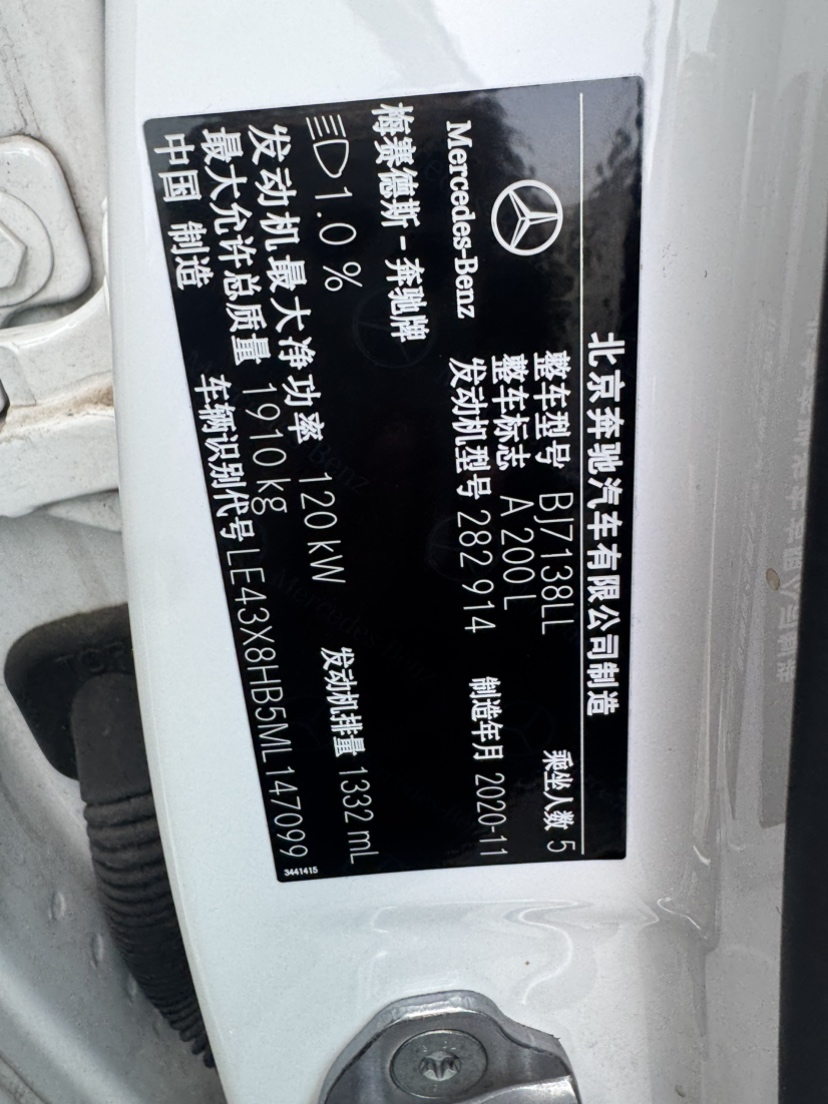 北京奔驰汽车有限公司制造
Mercedes-Benz
梅赛德斯-奔驰牌
整车型号 BJ7138LL 乘坐人数 5
整车标志 A 200 L
发动机型号 282 914 制造年月 2020-11
1.0 %
发动机最大净功率 120 kW 发动机排量 1332 mL
最大允许总质量 1910 kg
中国 制造 车辆识别代号 LE43X8HB5ML147099
3441415